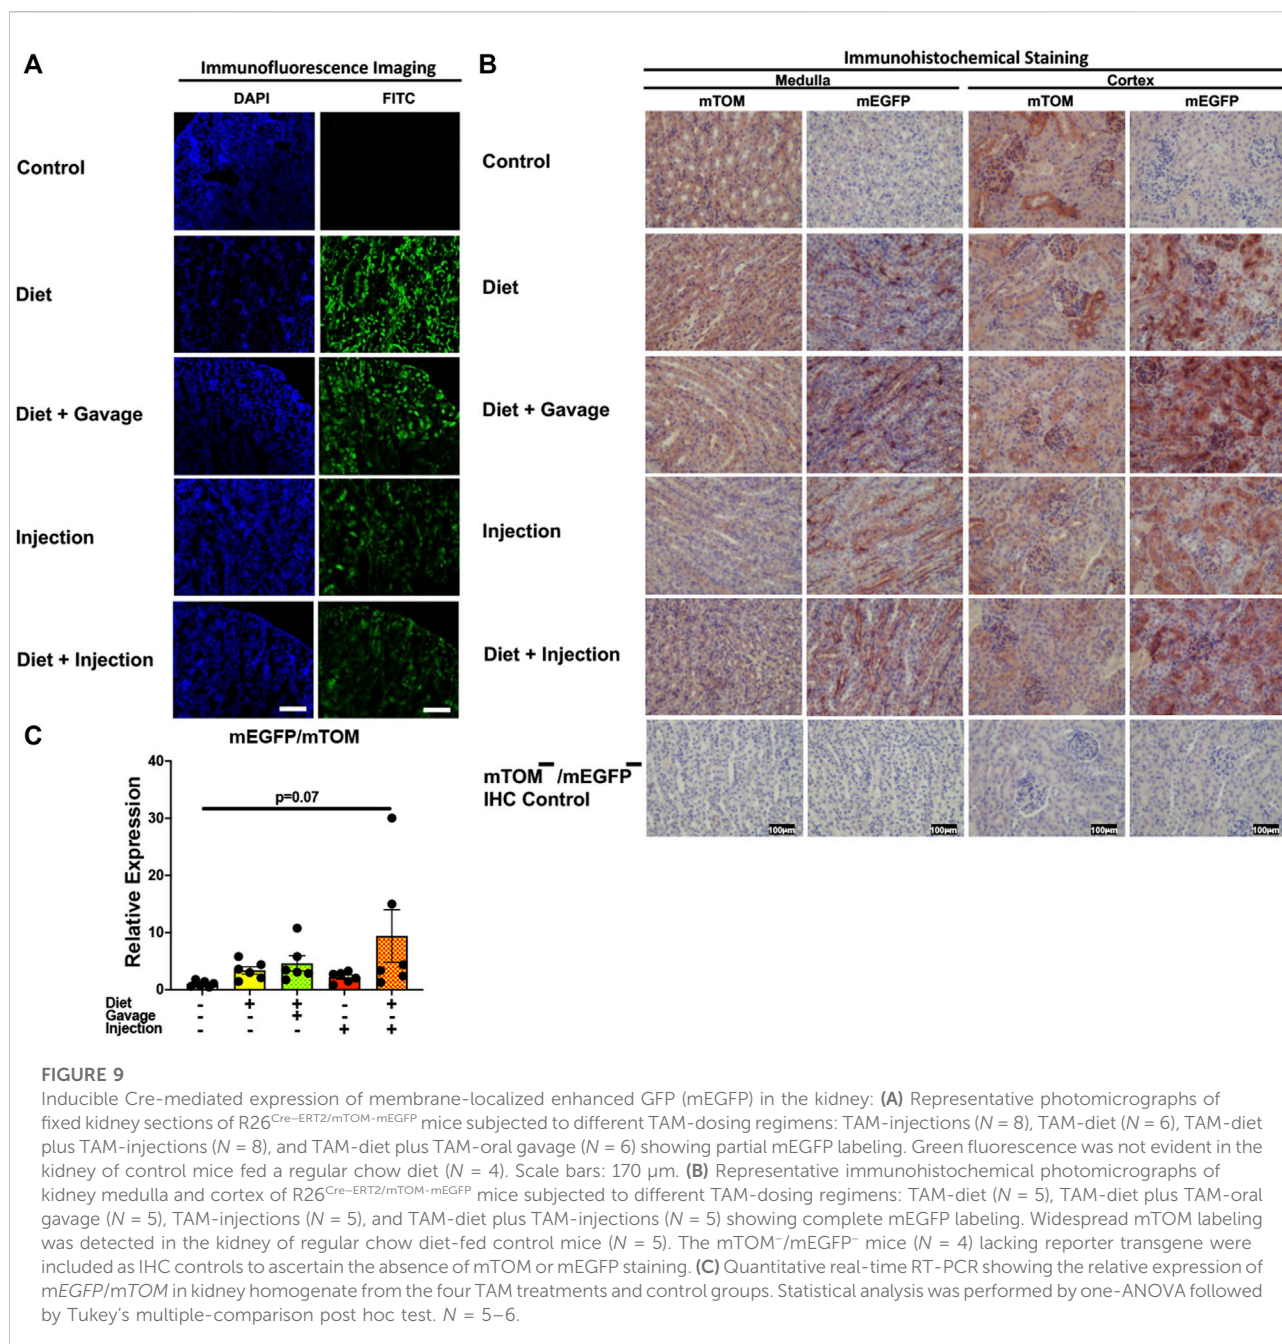 A
Immunofluorescence Imaging
DAPI FITC
Control
Diet
Diet + Gavage
Injection
Diet + Injection
B
Immunohistochemical Staining
Medulla Cortex
mTOM mEGFP mTOM mEGFP
Control
Diet
Diet + Gavage
Injection
Diet + Injection
mTOM⁻/mEGFP⁻
IHC Control
100µm 100µm 100µm 100µm
C
mEGFP/mTOM
Relative Expression
40
30
20
10
0
p=0.07
Diet - + + - +
Gavage - - + - -
Injection - - - + +
FIGURE 9
Inducible Cre-mediated expression of membrane-localized enhanced GFP (mEGFP) in the kidney: (A) Representative photomicrographs of
fixed kidney sections of R26Cre–ERT2/mTOM-mEGFP mice subjected to different TAM-dosing regimens: TAM-injections (N = 8), TAM-diet (N = 6), TAM-diet
plus TAM-injections (N = 8), and TAM-diet plus TAM-oral gavage (N = 6) showing partial mEGFP labeling. Green fluorescence was not evident in the
kidney of control mice fed a regular chow diet (N = 4). Scale bars: 170 µm. (B) Representative immunohistochemical photomicrographs of
kidney medulla and cortex of R26Cre–ERT2/mTOM-mEGFP mice subjected to different TAM-dosing regimens: TAM-diet (N = 5), TAM-diet plus TAM-oral
gavage (N = 5), TAM-injections (N = 5), and TAM-diet plus TAM-injections (N = 5) showing complete mEGFP labeling. Widespread mTOM labeling
was detected in the kidney of regular chow diet-fed control mice (N = 5). The mTOM⁻/mEGFP⁻ mice (N = 4) lacking reporter transgene were
included as IHC controls to ascertain the absence of mTOM or mEGFP staining. (C) Quantitative real-time RT-PCR showing the relative expression of
mEGFP/mTOM in kidney homogenate from the four TAM treatments and control groups. Statistical analysis was performed by one-ANOVA followed
by Tukey's multiple-comparison post hoc test. N = 5–6.